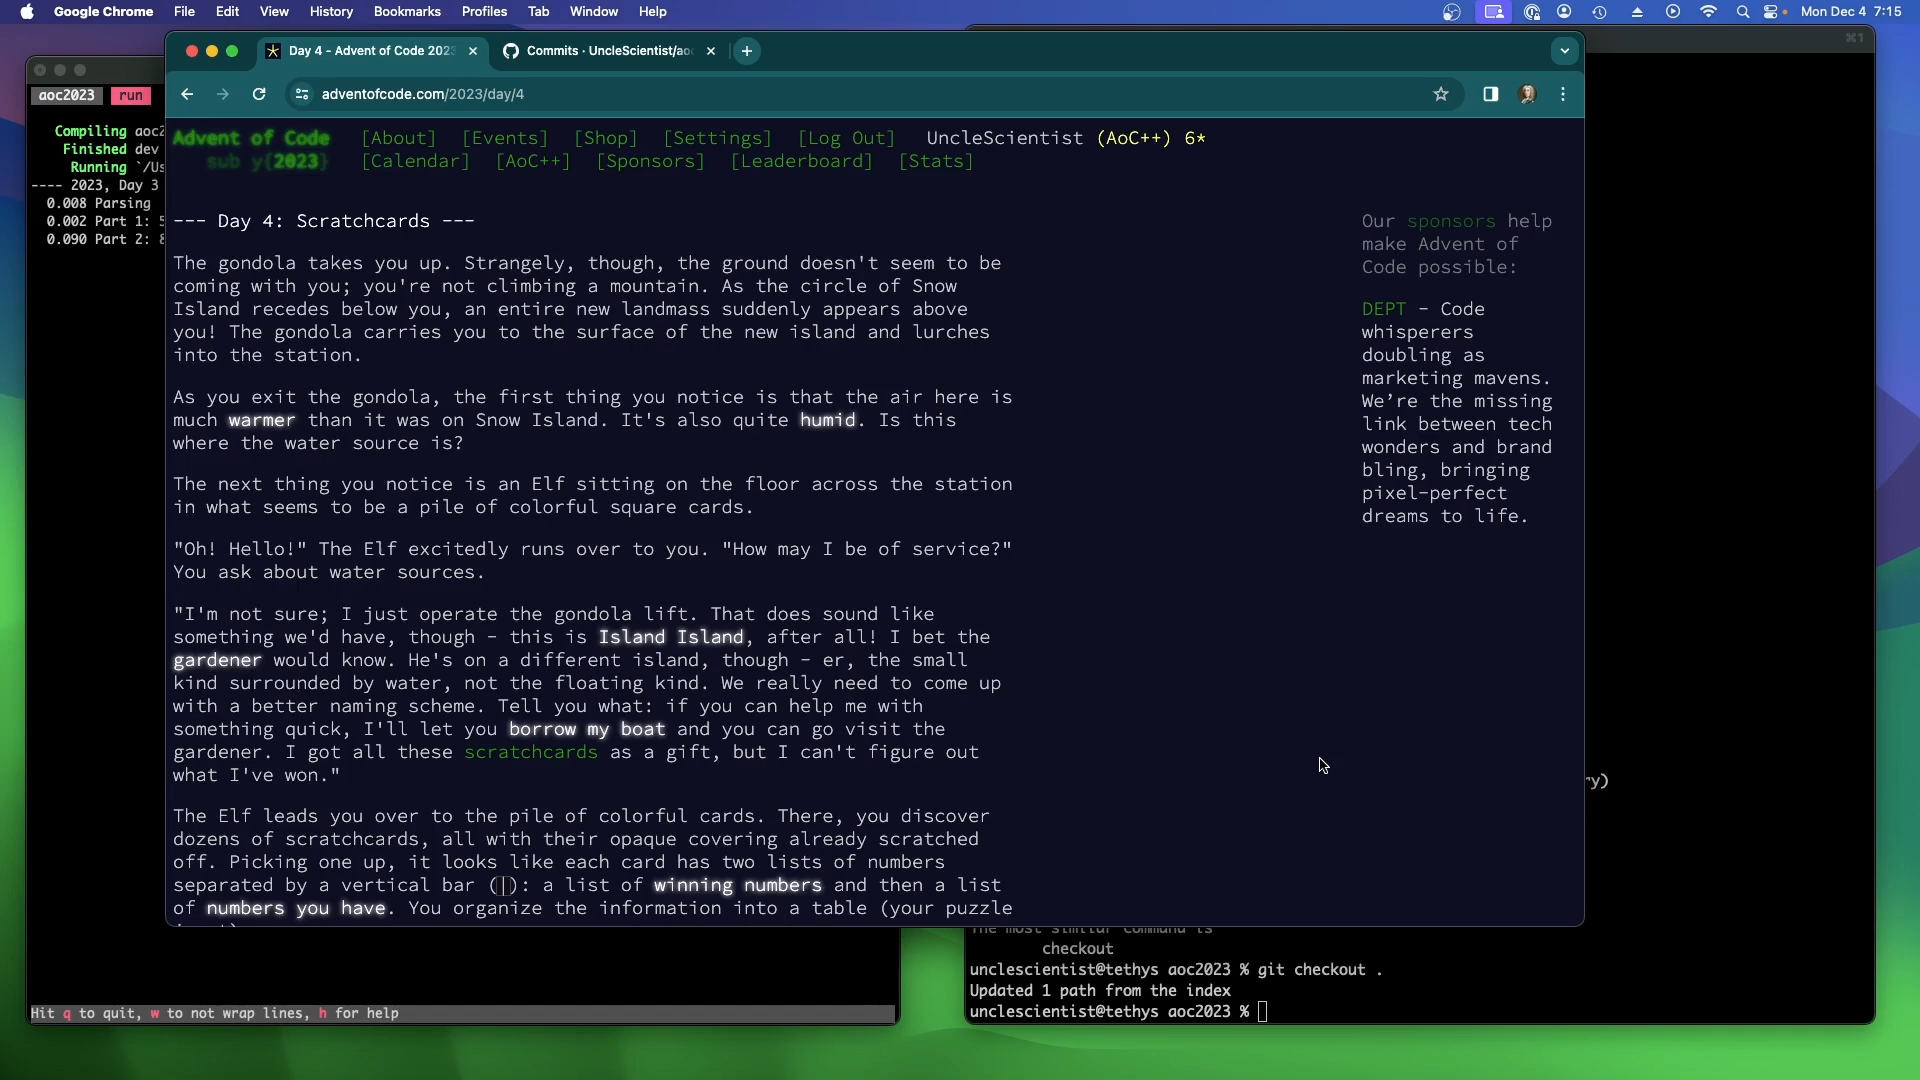 Google Chrome File Edit View History Bookmarks Profiles Tab Window Help
Mon Dec 4 7:15
Day 4 - Advent of Code 202
Commits · UncleScientist/ao
⌘1
adventofcode.com/2023/day/4
aoc2023 run
Compiling aoc2
Finished dev
Running `/Us
---- 2023, Day 3
0.008 Parsing
0.002 Part 1:
0.090 Part 2:
Advent of Code [About] [Events] [Shop] [Settings] [Log Out] UncleScientist (AoC++) 6*
sub y{2023} [Calendar] [AoC++] [Sponsors] [Leaderboard] [Stats]
--- Day 4: Scratchcards ---
The gondola takes you up. Strangely, though, the ground doesn't seem to be
coming with you; you're not climbing a mountain. As the circle of Snow
Island recedes below you, an entire new landmass suddenly appears above
you! The gondola carries you to the surface of the new island and lurches
into the station.
As you exit the gondola, the first thing you notice is that the air here is
much warmer than it was on Snow Island. It's also quite humid. Is this
where the water source is?
The next thing you notice is an Elf sitting on the floor across the station
in what seems to be a pile of colorful square cards.
"Oh! Hello!" The Elf excitedly runs over to you. "How may I be of service?"
You ask about water sources.
"I'm not sure; I just operate the gondola lift. That does sound like
something we'd have, though - this is Island Island, after all! I bet the
gardener would know. He's on a different island, though - er, the small
kind surrounded by water, not the floating kind. We really need to come up
with a better naming scheme. Tell you what: if you can help me with
something quick, I'll let you borrow my boat and you can go visit the
gardener. I got all these scratchcards as a gift, but I can't figure out
what I've won."
The Elf leads you over to the pile of colorful cards. There, you discover
dozens of scratchcards, all with their opaque covering already scratched
off. Picking one up, it looks like each card has two lists of numbers
separated by a vertical bar (|): a list of winning numbers and then a list
of numbers you have. You organize the information into a table (your puzzle
Our sponsors help
make Advent of
Code possible:
DEPT - Code
whisperers
doubling as
marketing mavens.
We’re the missing
link between tech
wonders and brand
bling, bringing
pixel-perfect
dreams to life.
ry)
The most similar command is
checkout
unclescientist@tethys aoc2023 % git checkout .
Updated 1 path from the index
unclescientist@tethys aoc2023 %
Hit q to quit, w to not wrap lines, h for help